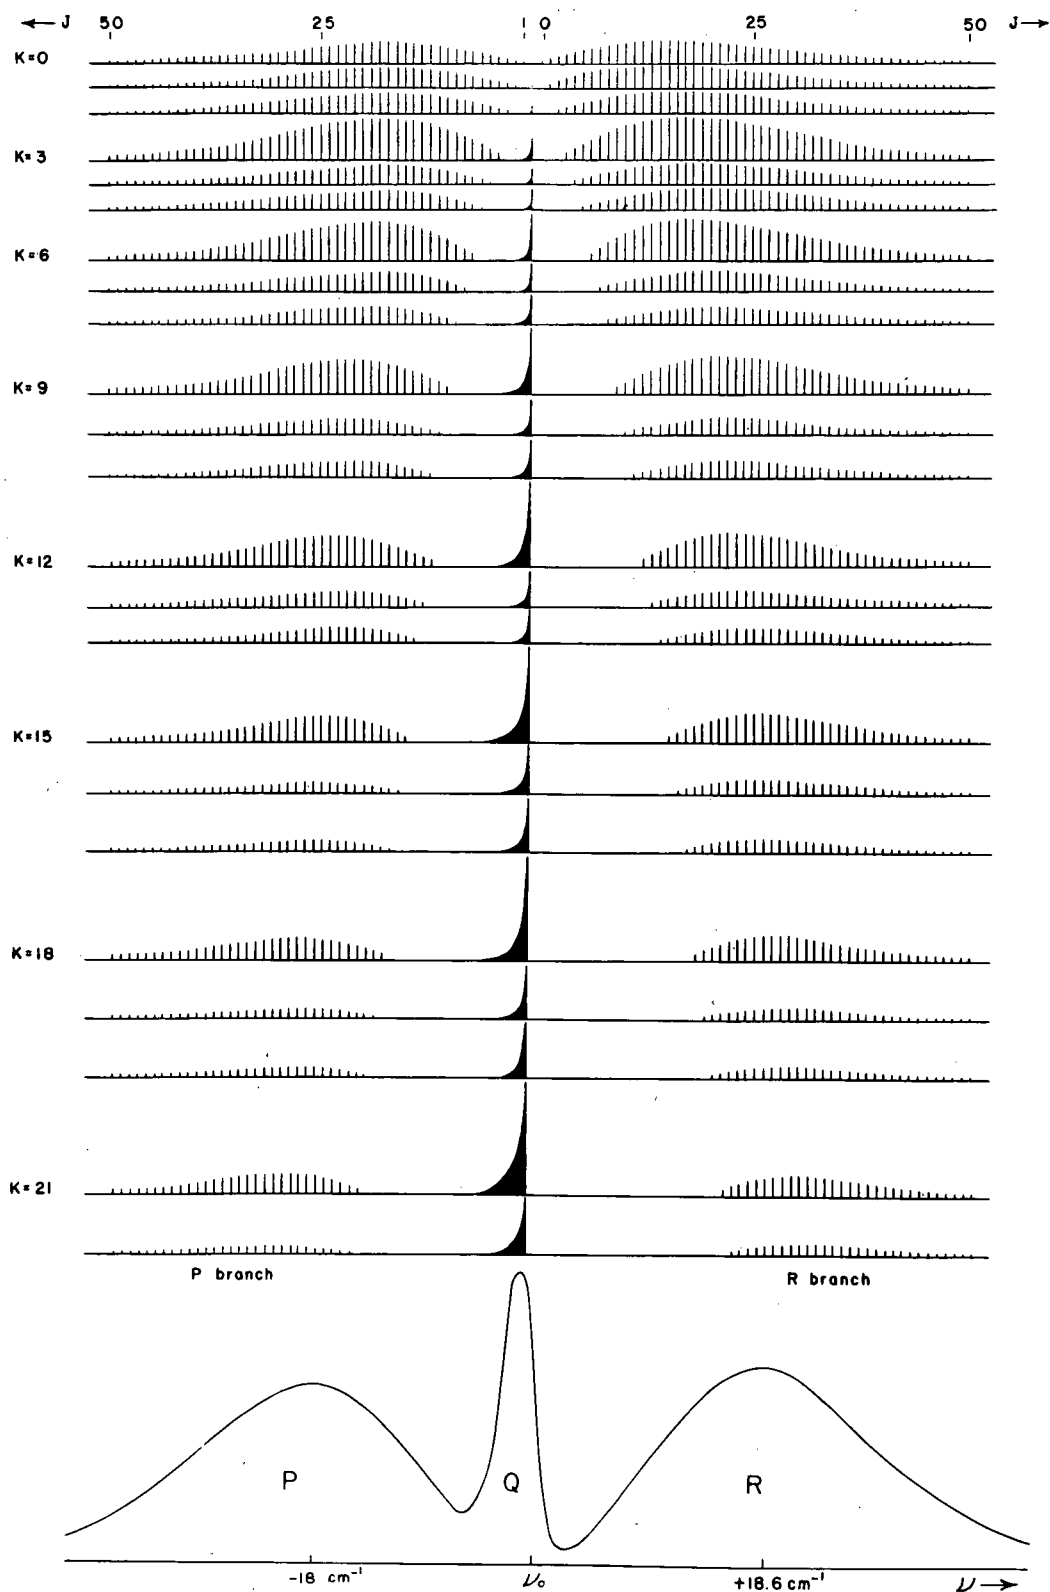 ← J 50 25 1 0 25 50 J →
K=0
K=3
K=6
K=9
K=12
K=15
K=18
K=21
P branch R branch
P Q R
-18 cm⁻¹ ν₀ +18.6 cm⁻¹ ν →